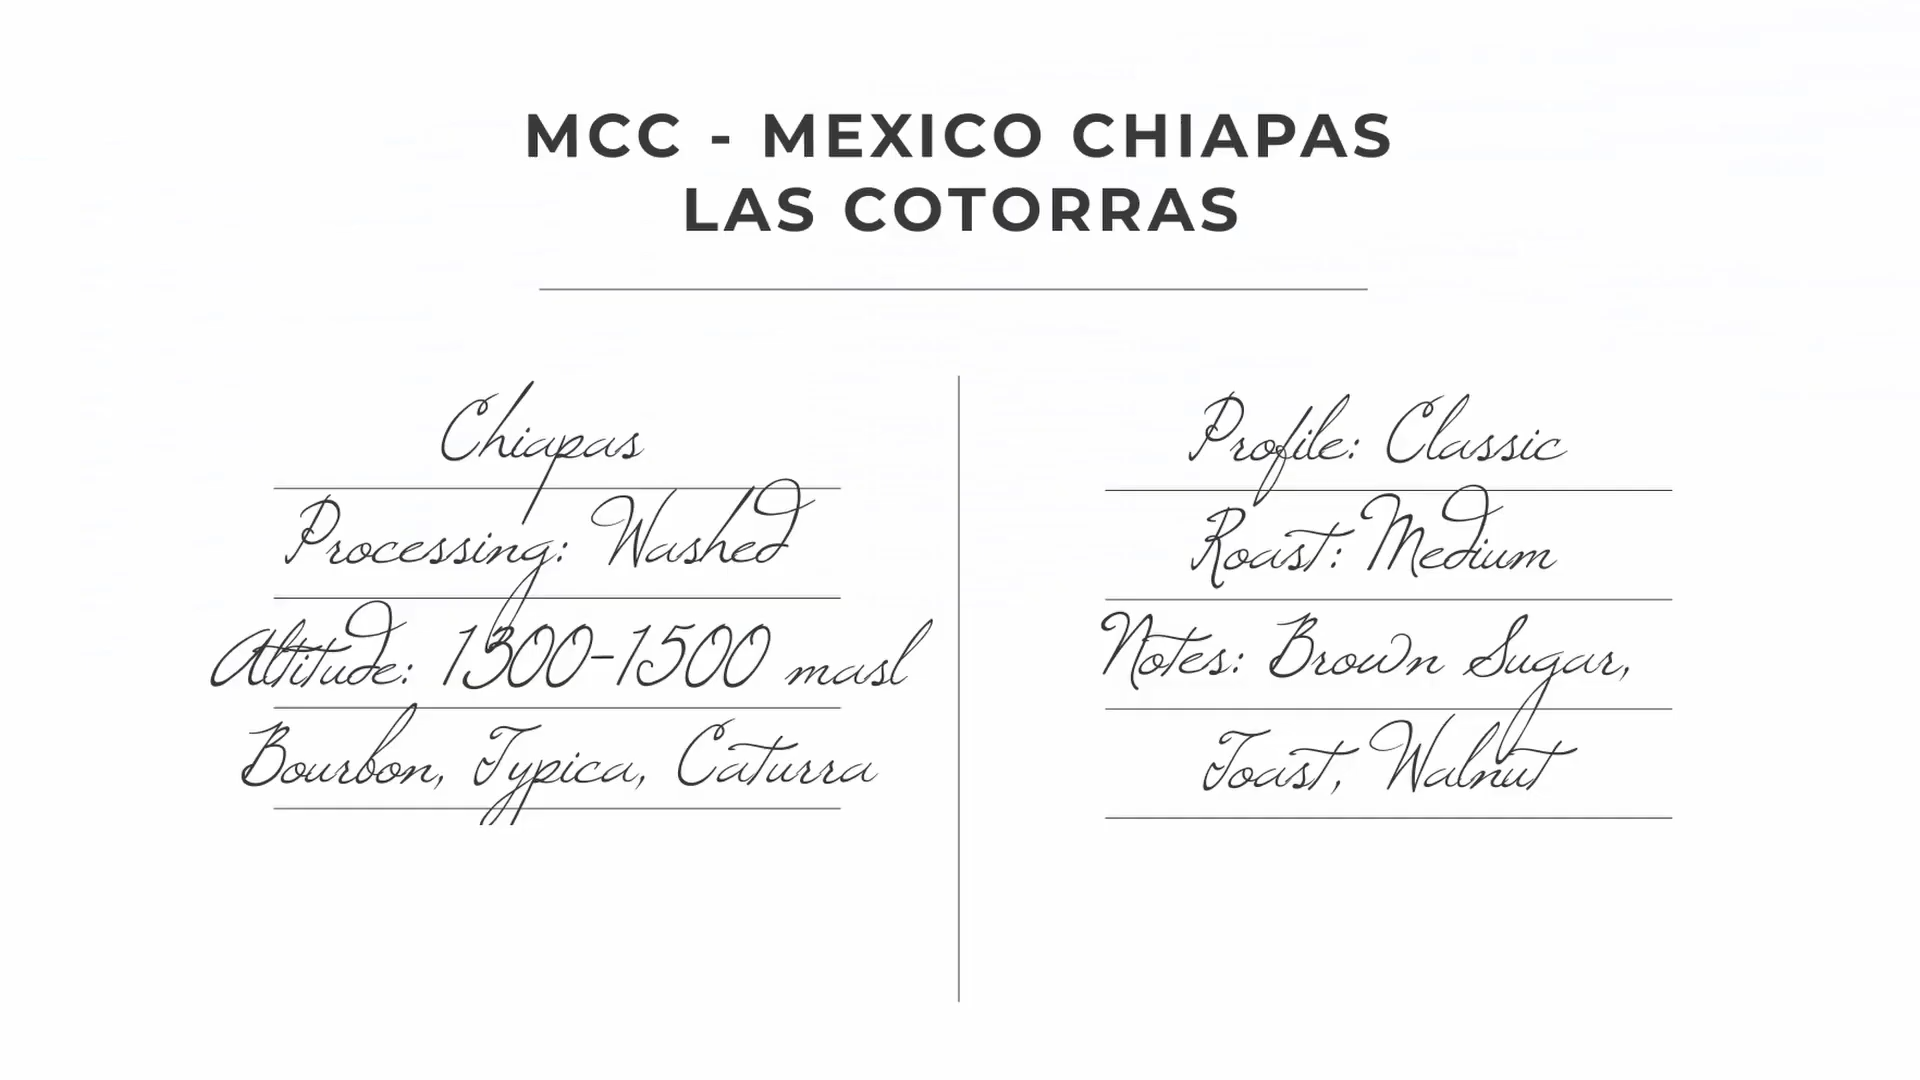 MCC - MEXICO CHIAPAS
LAS COTORRAS
Chiapas
Processing: Washed
Altitude: 1300-1500 masl
Bourbon, Typica, Caturra
Profile: Classic
Roast: Medium
Notes: Brown Sugar,
Toast, Walnut